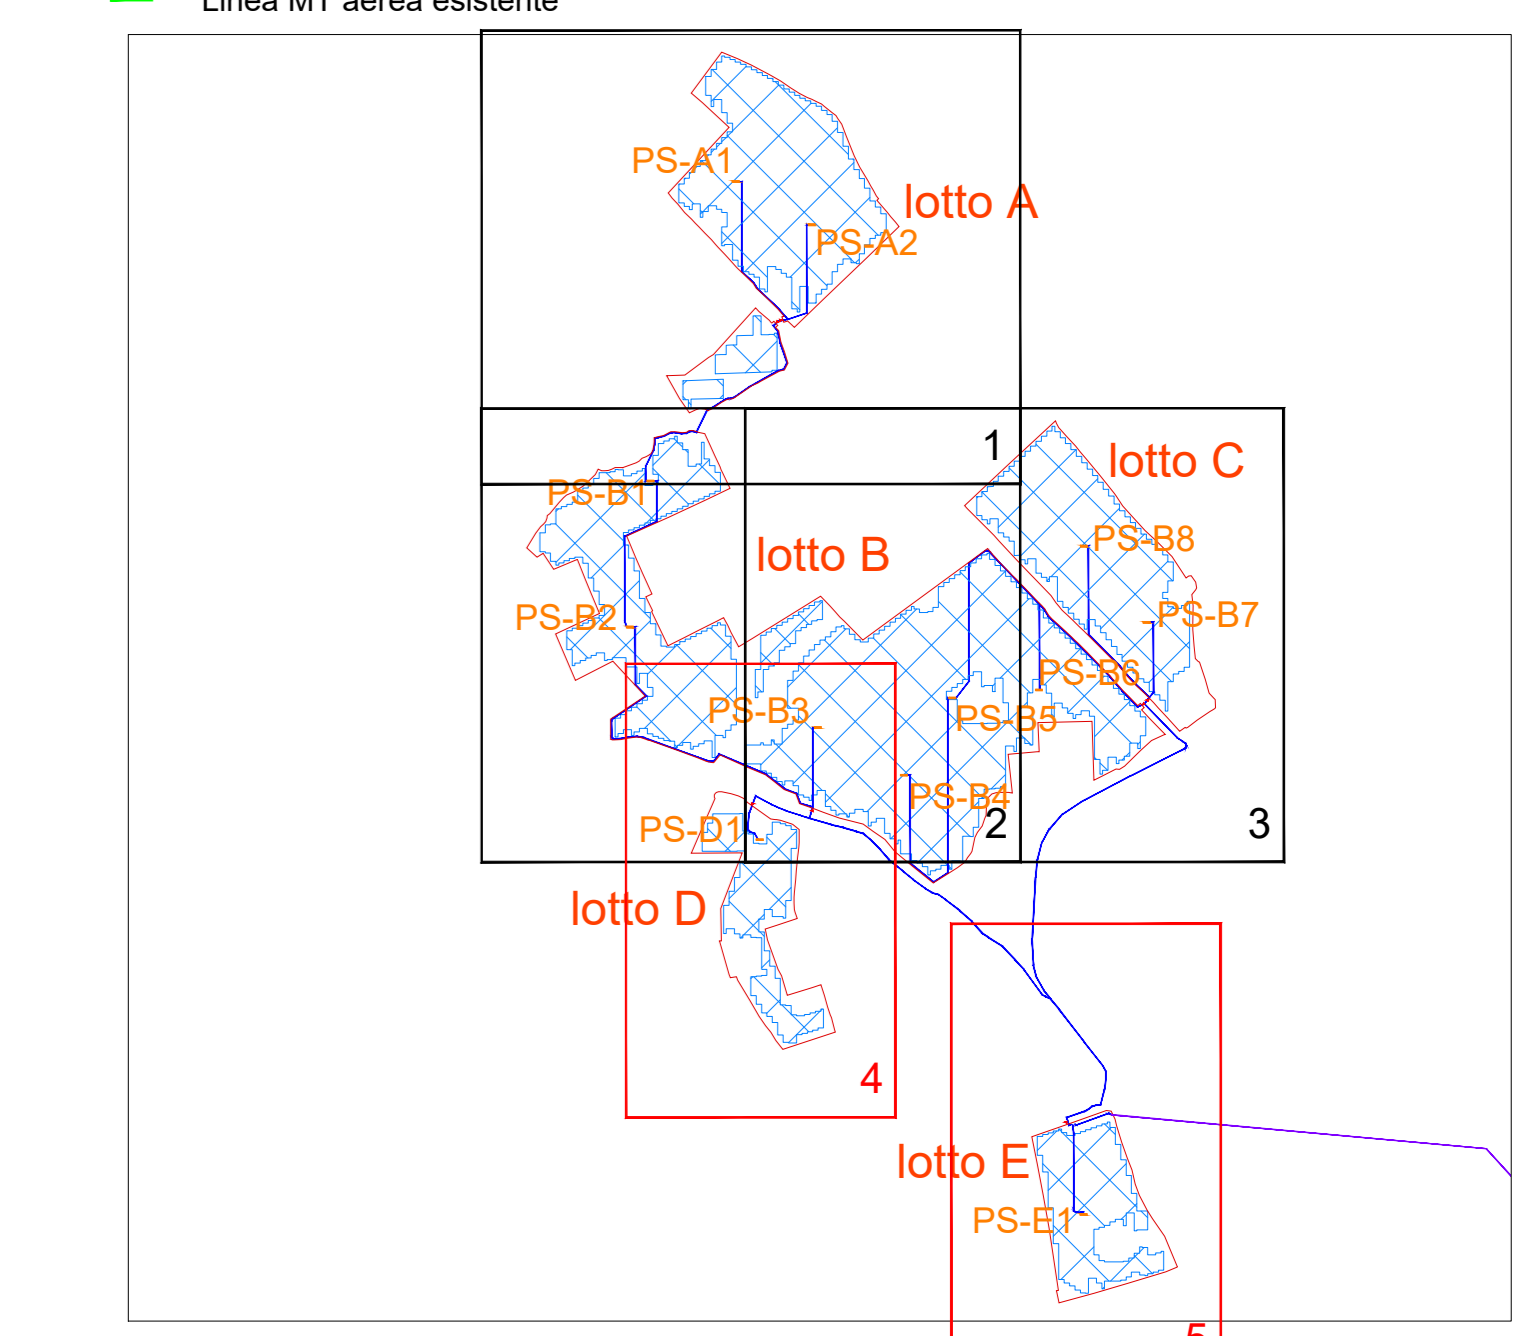 Linea MT aerea esistente
PS-A1
lotto A
PS-A2
1
lotto C
PS-B1
PS-B8
lotto B
PS-B2
PS-B7
PS-B6
PS-B3
PS-B5
PS-B4
PS-D1
2
3
lotto D
4
lotto E
PS-E1
5